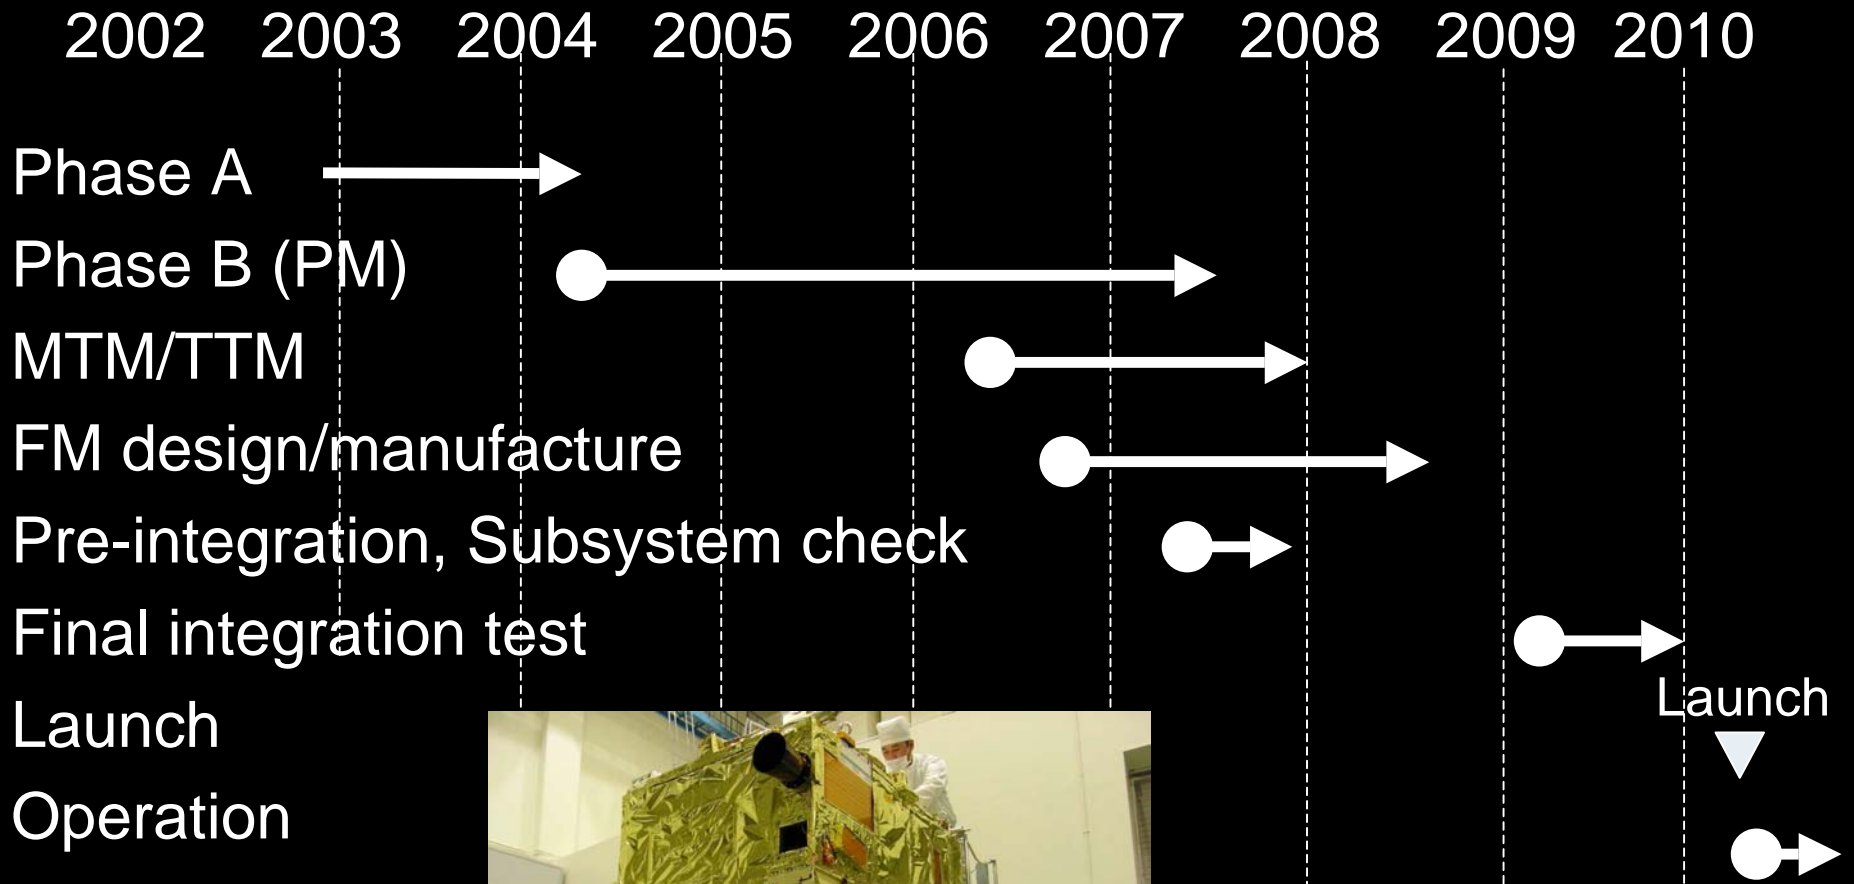 2002 2003 2004 2005 2006 2007 2008 2009 2010
Phase A
Phase B (PM)
MTM/TTM
FM design/manufacture
Pre-integration, Subsystem check
Final integration test
Launch
Launch
Operation